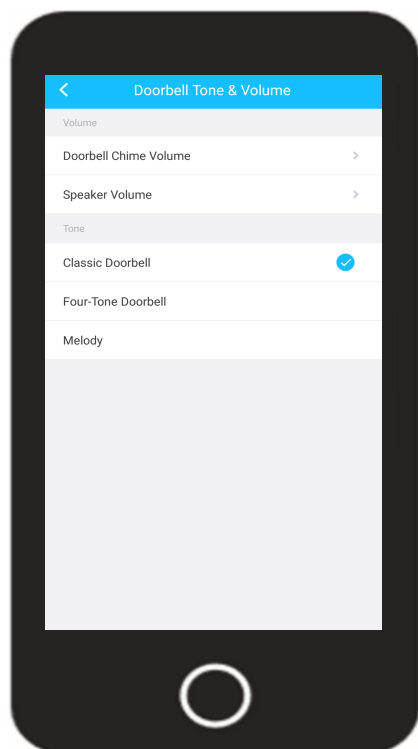 Doorbell Tone & Volume
Volume
Doorbell Chime Volume
Speaker Volume
Tone
Classic Doorbell
Four-Tone Doorbell
Melody